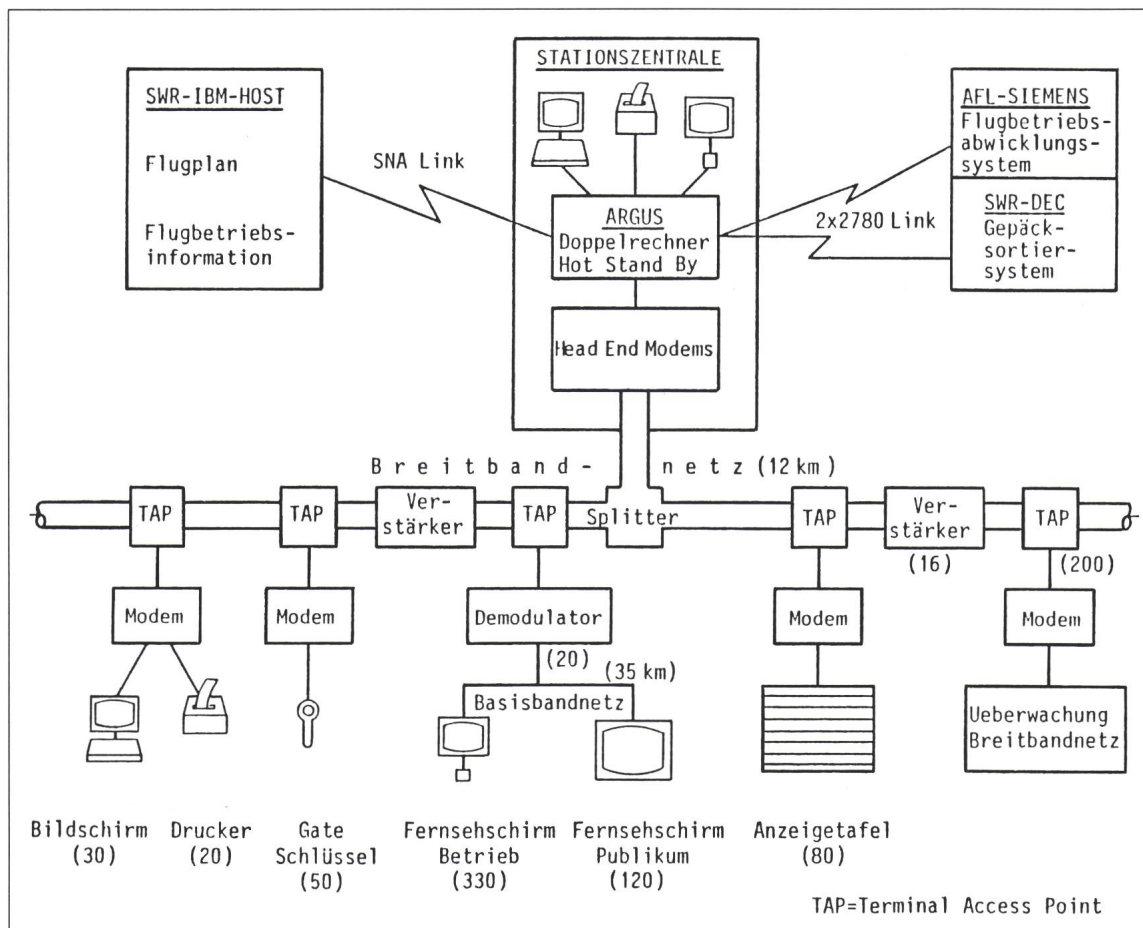 STATIONSZENTRALE
SWR-IBM-HOST
Flugplan
Flugbetriebs-
information
SNA Link
ARGUS
Doppelrechner
Hot Stand By
Head End Modems
2x2780 Link
AFL-SIEMENS
Flugbetriebs-
abwicklungs-
system
SWR-DEC
Gepäck-
sortier-
system
Breitband-netz (12 km)
TAP
TAP
Ver-
stärker
TAP
Splitter
TAP
Ver-
stärker
(16)
TAP
(200)
Modem
Modem
Demodulator
(20)
Modem
Modem
(35 km)
Basisbandnetz
Ueberwachung
Breitbandnetz
Bildschirm
(30)
Drucker
(20)
Gate
Schlüssel
(50)
Fernsehschirm
Betrieb
(330)
Fernsehschirm
Publikum
(120)
Anzeigetafel
(80)
TAP=Terminal Access Point